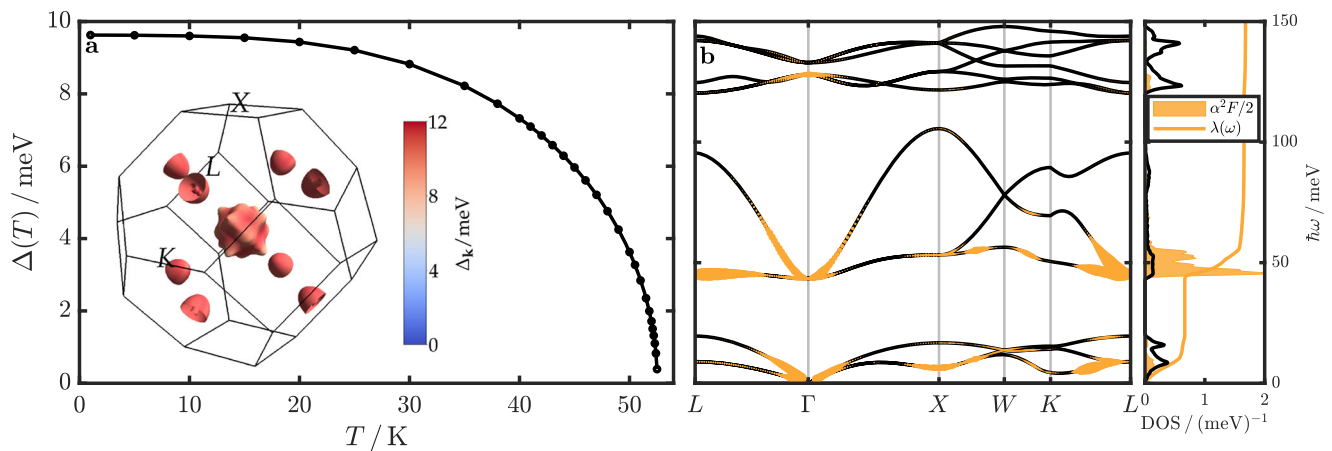 a
10
8
6
4
2
0
Δ(T) / meV
0 10 20 30 40 50
T / K
X
L
K
12
8
4
0
Δ𝐤/meV
b
L Γ X W K L
α²F/2
λ(ω)
150
100
50
0
ħω / meV
0 1 2
DOS / (meV)⁻¹